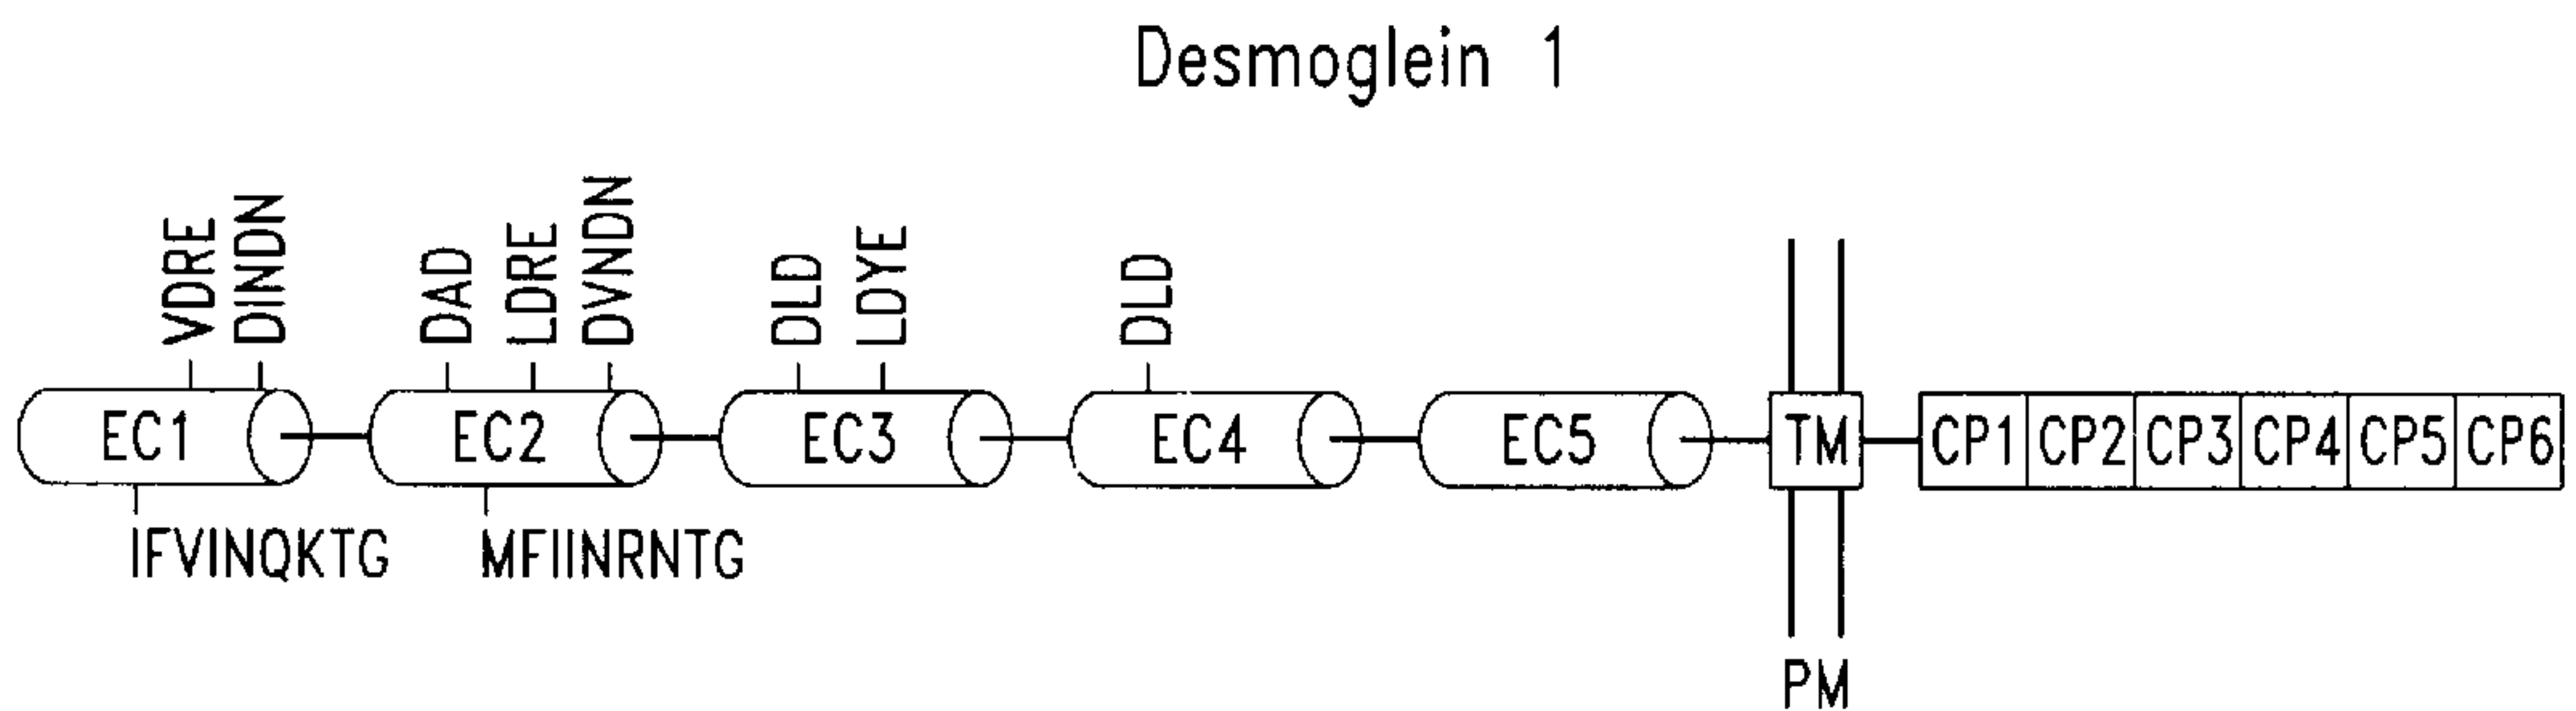 Desmoglein 1
VDRE DINDN DAD LDRE DVNDN DLD LDYE DLD
EC1 EC2 EC3 EC4 EC5 TM CP1 CP2 CP3 CP4 CP5 CP6
IFVINQKTG MFIINRNTG
PM